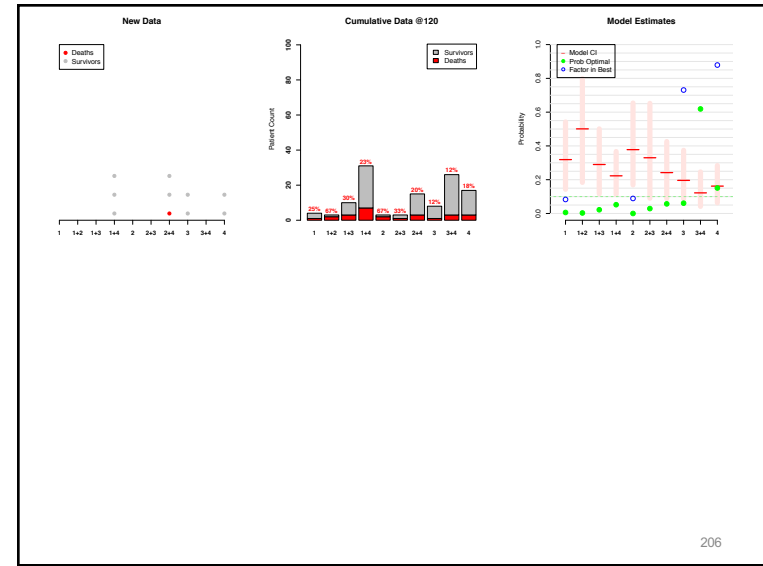 New Data
Deaths
Survivors
1 1+2 1+3 1+4 2 2+3 2+4 3 3+4 4
Cumulative Data @120
Patient Count
0 20 40 60 80 100
Survivors
Deaths
25% 67% 30% 23% 67% 33% 20% 12% 12% 18%
1 1+2 1+3 1+4 2 2+3 2+4 3 3+4 4
Model Estimates
Probability
0.0 0.2 0.4 0.6 0.8 1.0
Model CI
Prob Optimal
Factor in Best
1 1+2 1+3 1+4 2 2+3 2+4 3 3+4 4
206